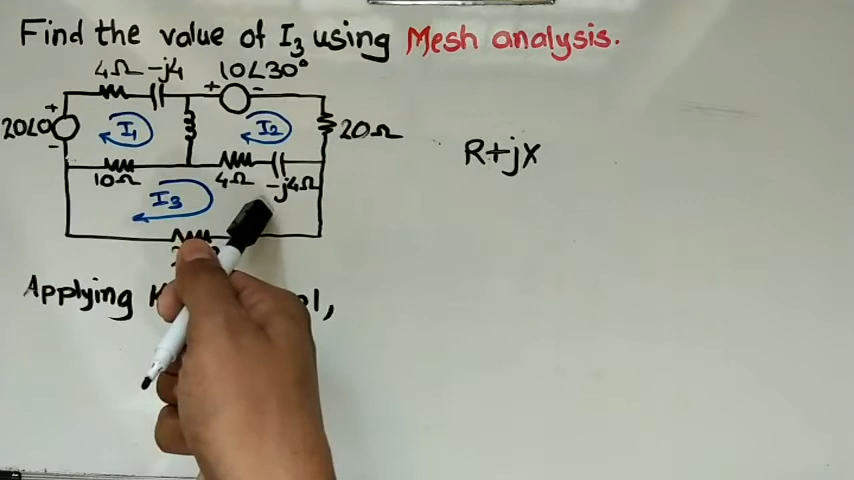 Find the value of I3 using Mesh analysis.
4Ω -j4 10∠30°
+ -
+
20∠0 I1 I2 20Ω
-
10Ω 4Ω -j4Ω
I3
R+jx
Applying